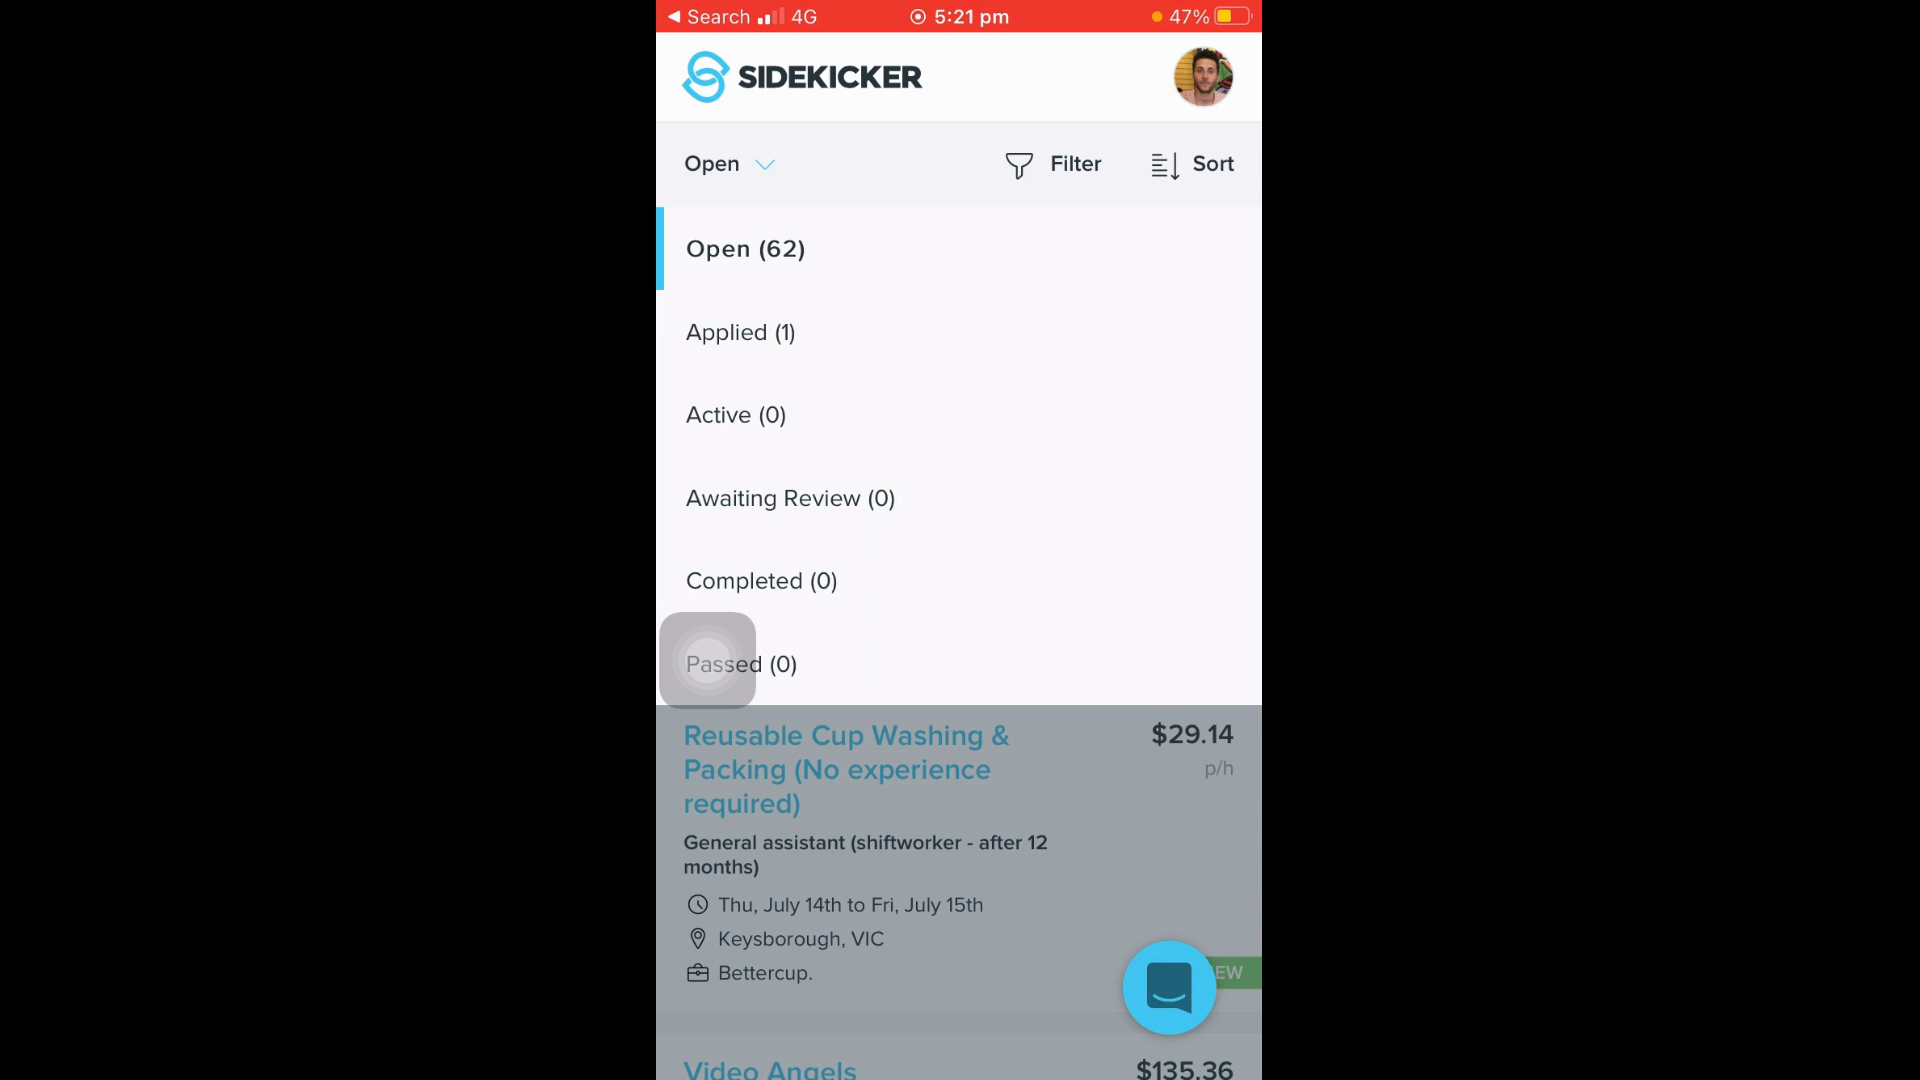 Search 4G 5:21 pm 47%
SIDEKICKER
Open Filter Sort
Open (62)
Applied (1)
Active (0)
Awaiting Review (0)
Completed (0)
Passed (0)
Reusable Cup Washing & $29.14
Packing (No experience p/h
required)
General assistant (shiftworker - after 12
months)
Thu, July 14th to Fri, July 15th
Keysborough, VIC
Bettercup.
Video Angels $135.36